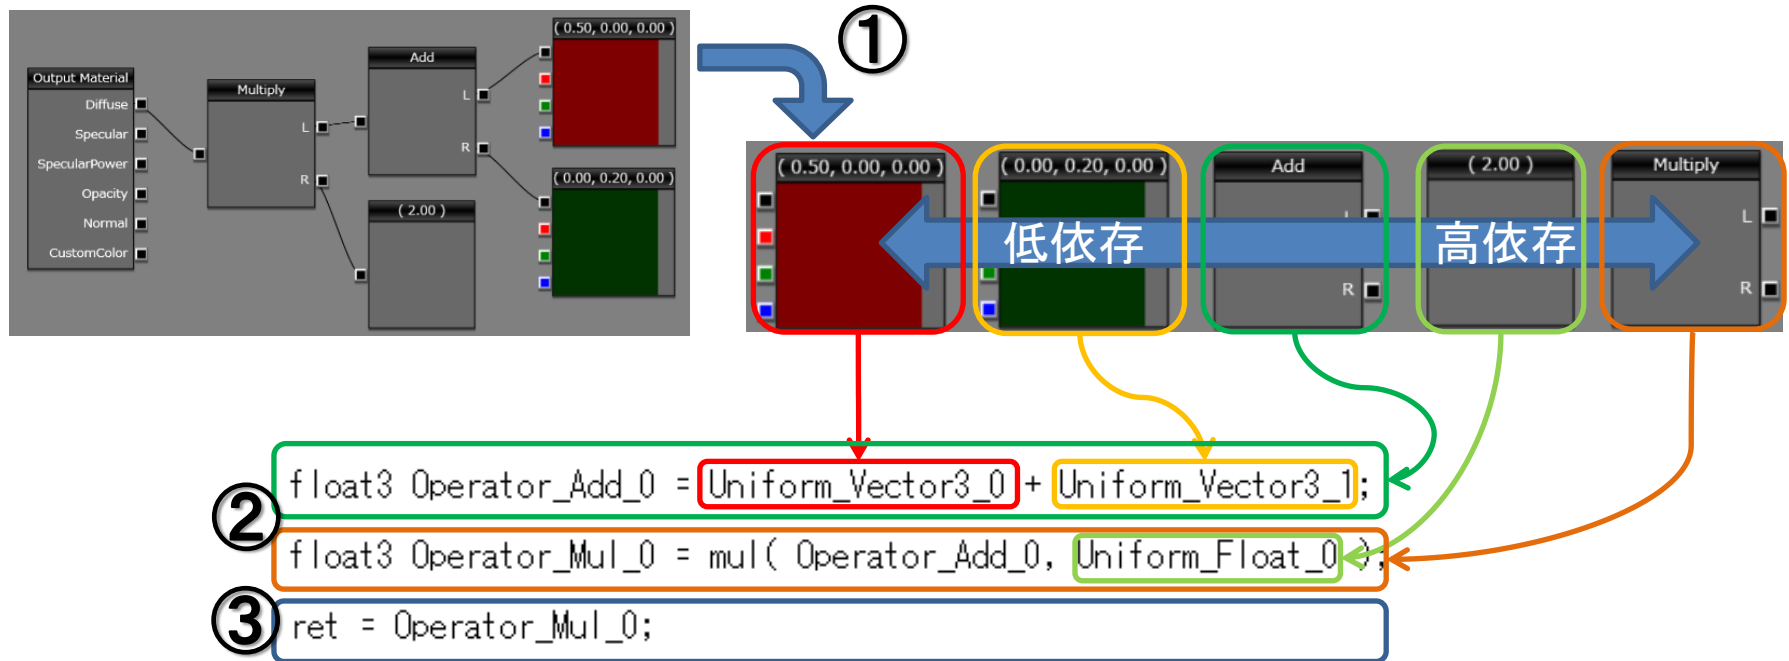 ①
( 0.50, 0.00, 0.00 )
Output Material
Diffuse
Specular
SpecularPower
Opacity
Normal
CustomColor
Multiply
L
R
Add
L
R
( 2.00 )
( 0.00, 0.20, 0.00 )
( 0.50, 0.00, 0.00 )
( 0.00, 0.20, 0.00 )
Add
L
R
( 2.00 )
Multiply
L
R
低依存
高依存
②
float3 Operator_Add_0 = Uniform_Vector3_0 + Uniform_Vector3_1;
float3 Operator_Mul_0 = mul( Operator_Add_0, Uniform_Float_0 );
③
ret = Operator_Mul_0;